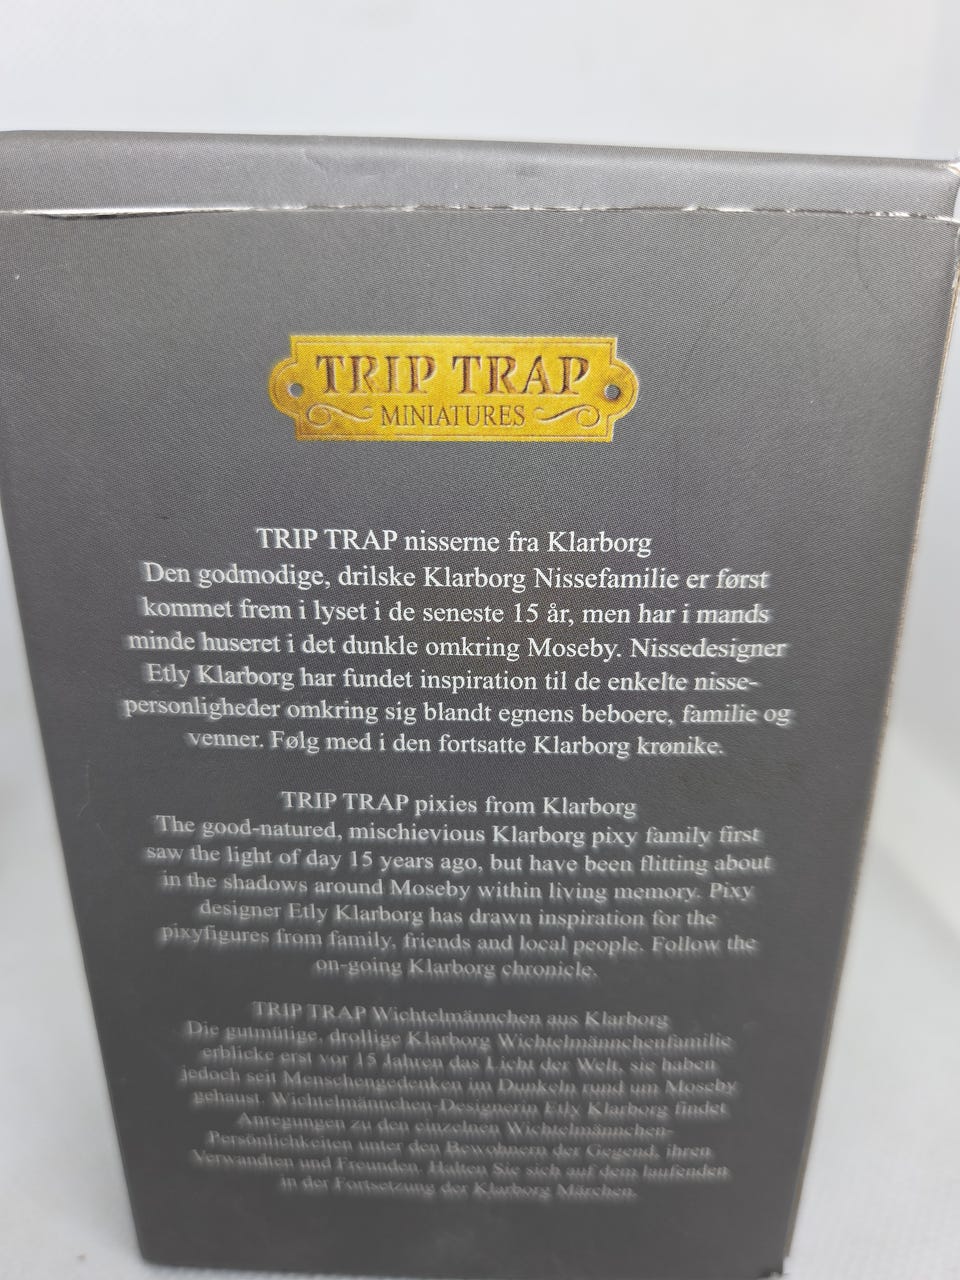 TRIP TRAP
MINIATURES
TRIP TRAP nisserne fra Klarborg
Den godmodige, drilske Klarborg Nissefamilie er først
kommet frem i lyset i de seneste 15 år, men har i mands
minde huseret i det dunkle omkring Moseby. Nissedesigner
Etly Klarborg har fundet inspiration til de enkelte nisse-
personligheder omkring sig blandt egnens beboere, familie og
venner. Følg med i den fortsatte Klarborg krønike.
TRIP TRAP pixies from Klarborg
The good-natured, mischievious Klarborg pixy family first
saw the light of day 15 years ago, but have been flitting about
in the shadows around Moseby within living memory. Pixy
designer Etly Klarborg has drawn inspiration for the
pixyfigures from family, friends and local people. Follow the
on-going Klarborg chronicle.
TRIP TRAP Wichtelmännchen aus Klarborg
Die gutmütige, drollige Klarborg Wichtelmännchenfamilie
erblicke erst vor 15 Jahren das Licht der Welt, sie haben
jedoch seit Menschengedenken im Dunkeln rund um Moseby
gehaust. Wichtelmännchen-Designerin Etly Klarborg findet
Anregungen zu den einzelnen Wichtelmännchen-
Persönlichkeiten unter den Bewohnern der Gegend, ihren
Verwandten und Freunden. Halten Sie sich auf dem laufenden
in der Fortsetzung der Klarborg Märchen.